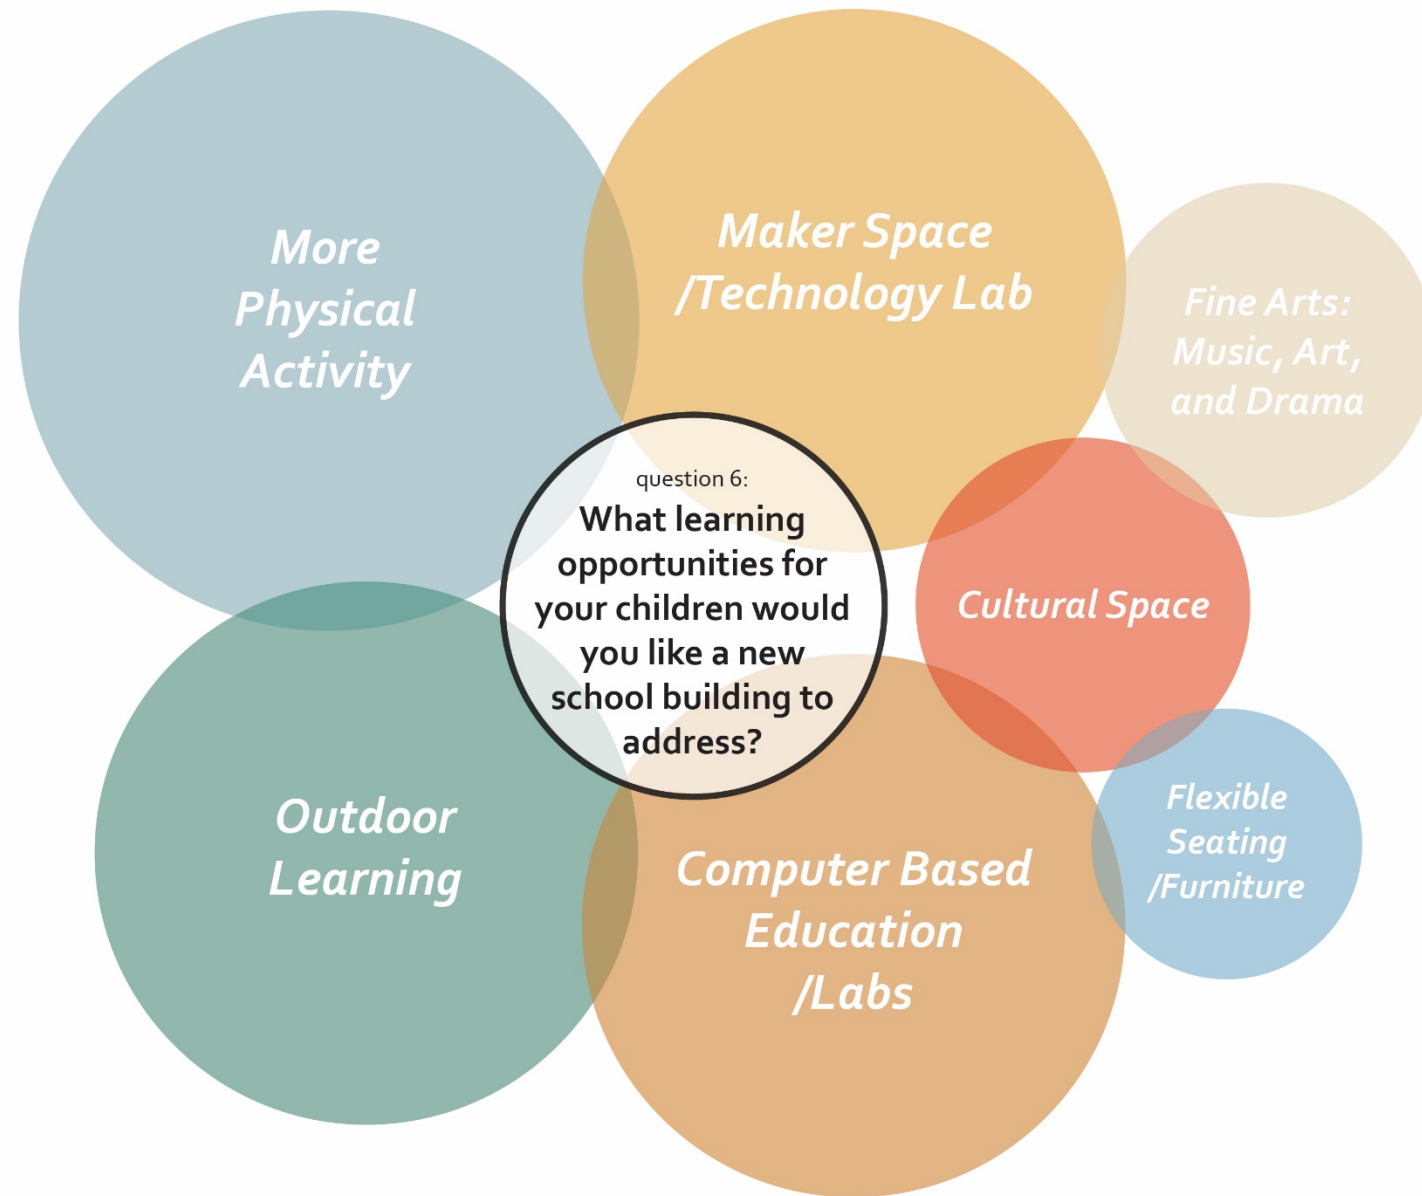 More
Physical
Activity
Maker Space
/Technology Lab
Fine Arts:
Music, Art,
and Drama
question 6:
What learning
opportunities for
your children would
you like a new
school building to
address?
Cultural Space
Outdoor
Learning
Computer Based
Education
/Labs
Flexible
Seating
/Furniture